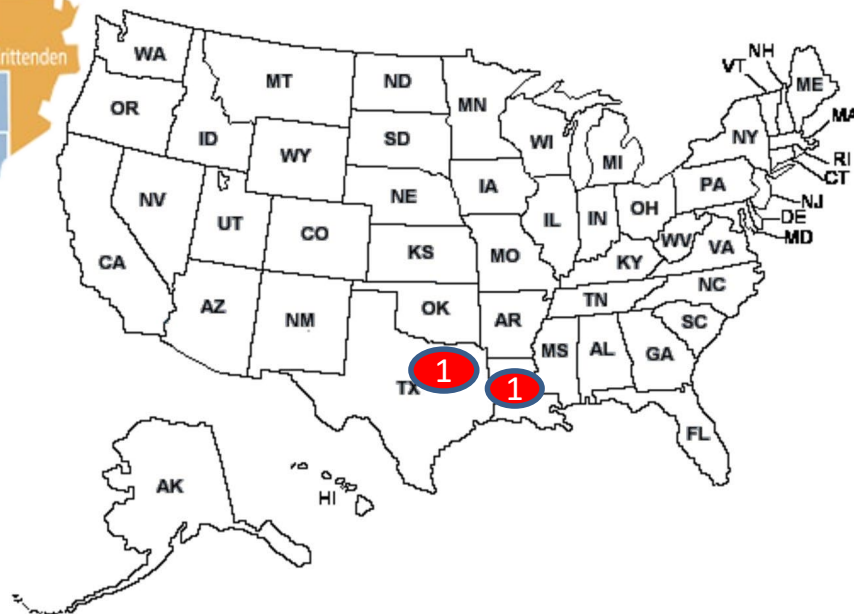 rittenden
WA
MT
ND
MN
VT
NH
ME
OR
ID
SD
WI
MI
NY
MA
WY
RI
CT
NV
NE
IA
PA
NJ
UT
CO
IL
IN
OH
DE
MD
CA
KS
MO
WV
VA
KY
AZ
NM
OK
AR
TN
NC
SC
MS
AL
GA
TX
1
1
FL
AK
HI